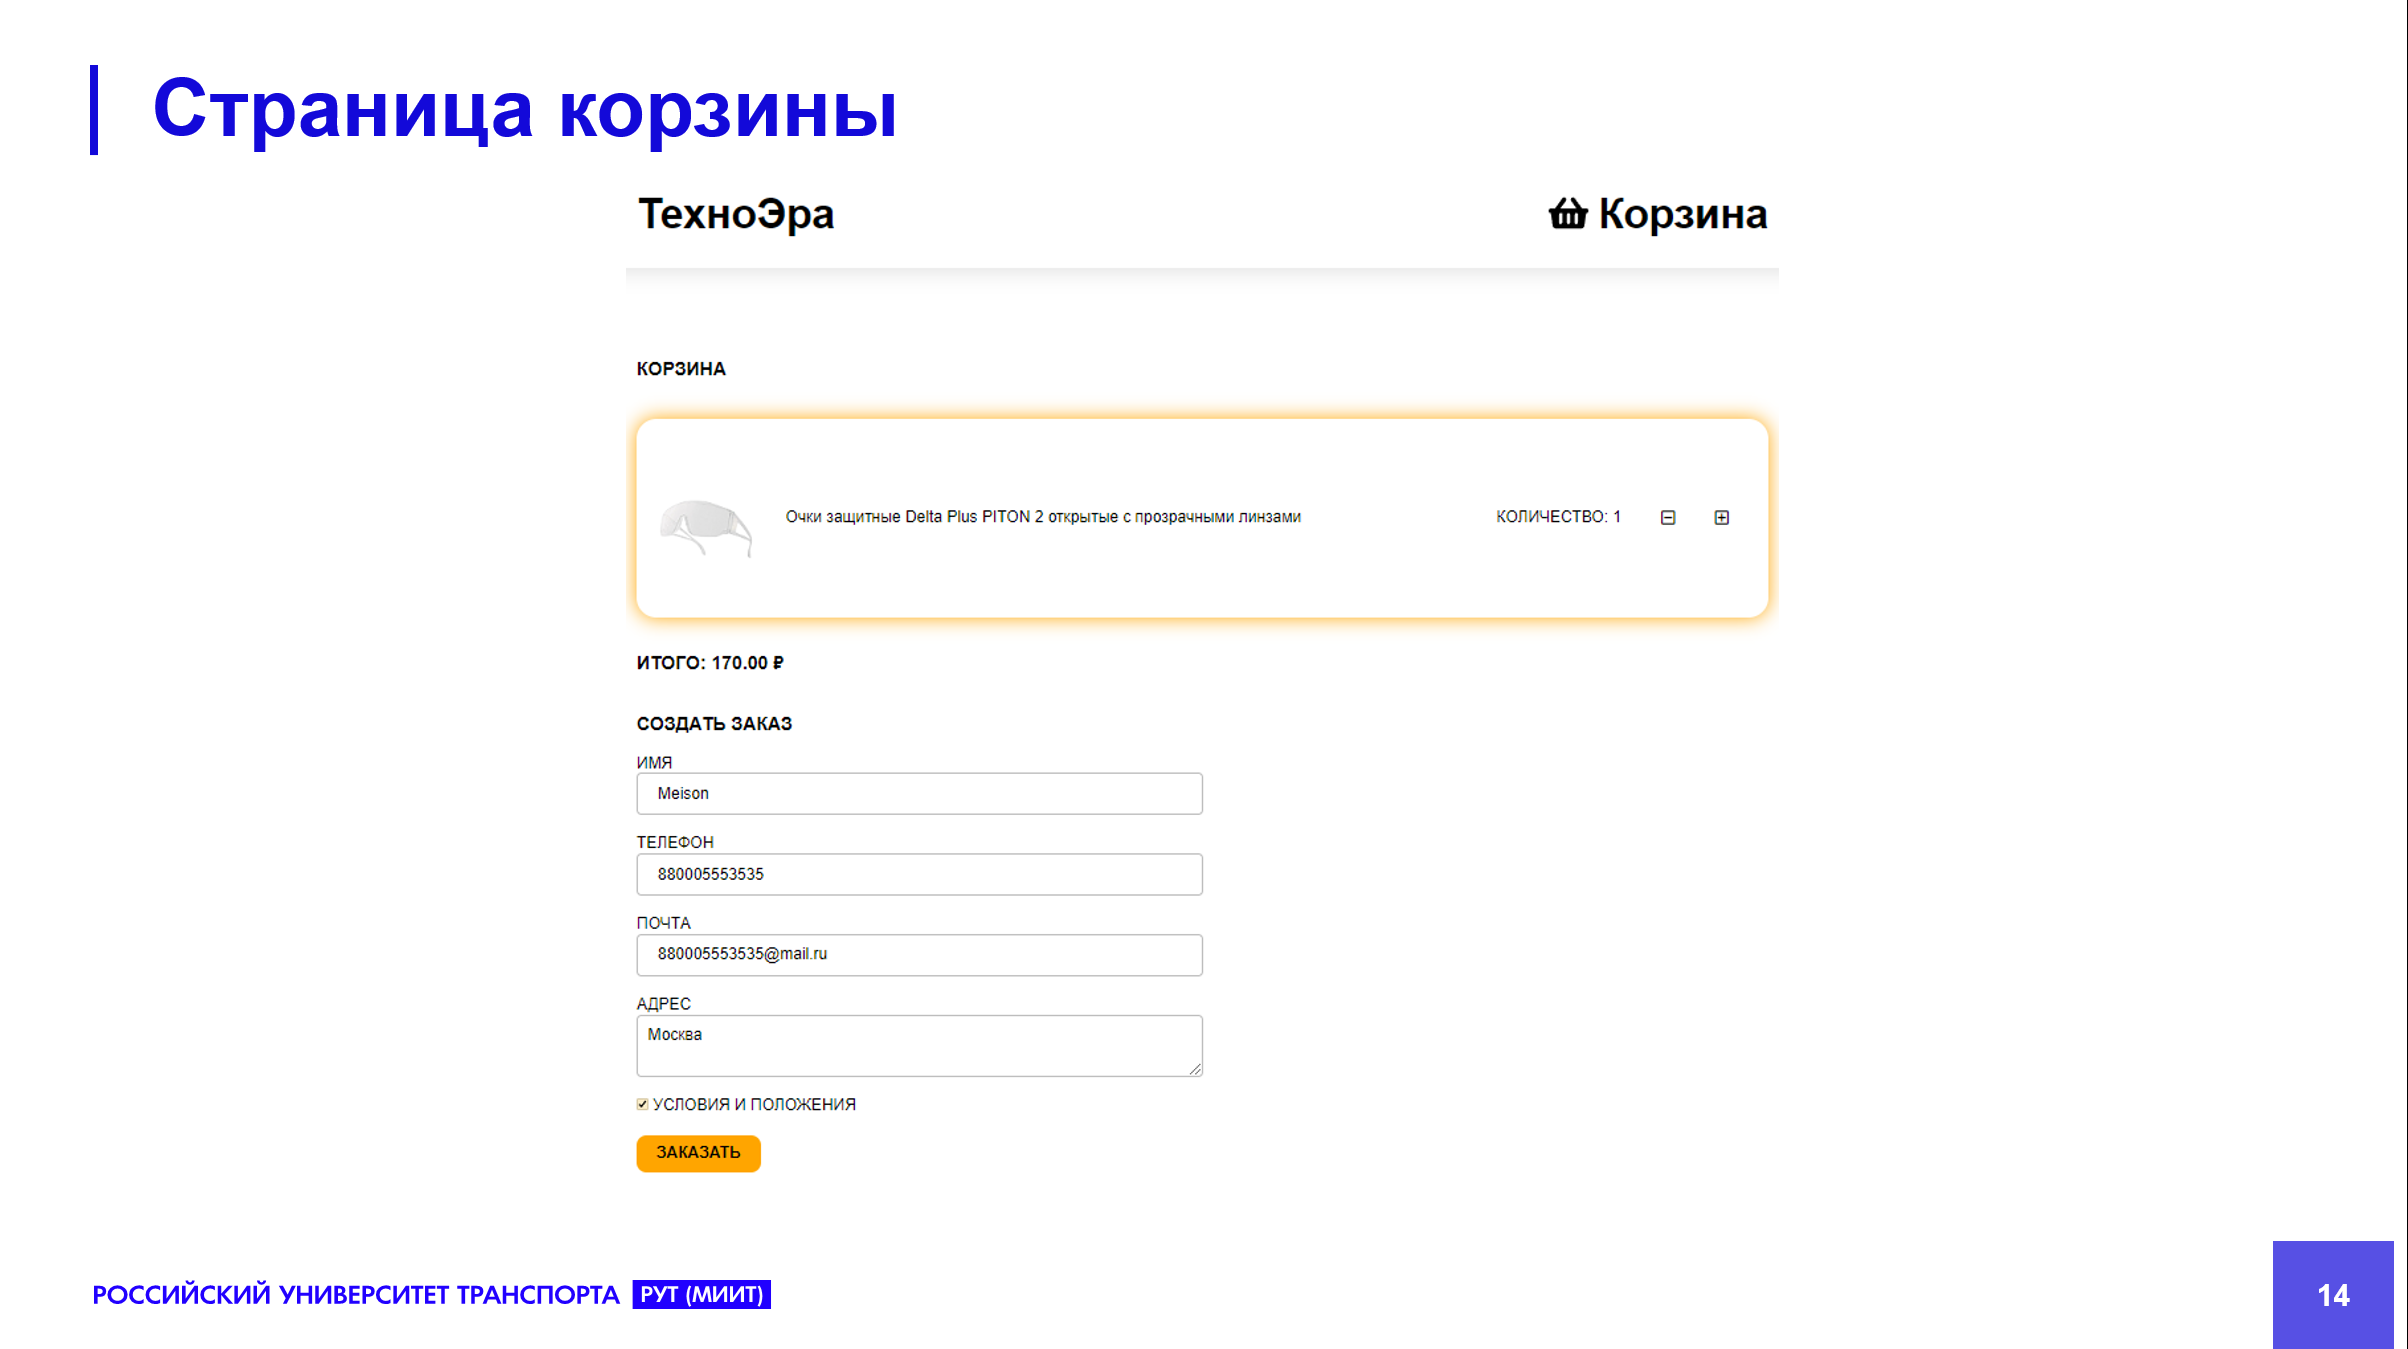 Страница корзины
ТехноЭра
Корзина
КОРЗИНА
Очки защитные Delta Plus PITON 2 открытые с прозрачными линзами
КОЛИЧЕСТВО: 1
ИТОГО: 170.00 ₽
СОЗДАТЬ ЗАКАЗ
ИМЯ
Meison
ТЕЛЕФОН
880005553535
ПОЧТА
880005553535@mail.ru
АДРЕС
Москва
УСЛОВИЯ И ПОЛОЖЕНИЯ
ЗАКАЗАТЬ
РОССИЙСКИЙ УНИВЕРСИТЕТ ТРАНСПОРТА РУТ (МИИТ)
14